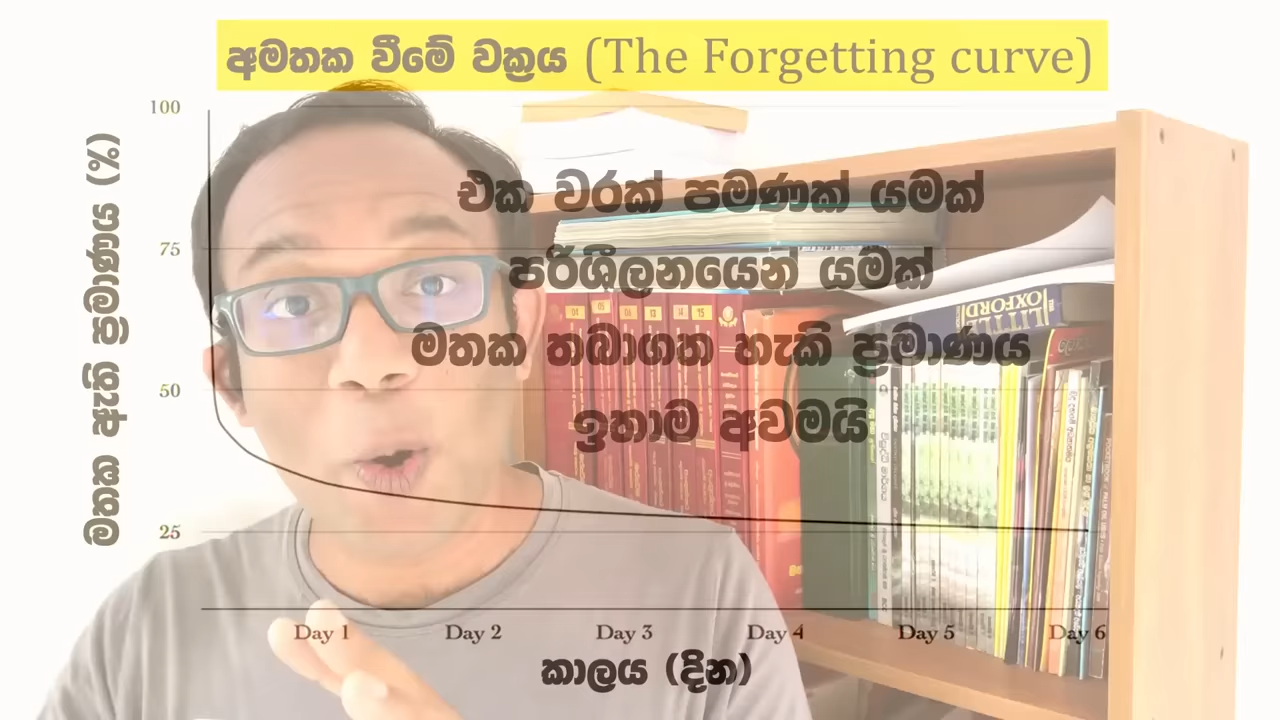 අමතක වීමේ වක්‍රය (The Forgetting curve)
මතක ඇති ප්‍රමාණය (%)
100
75
50
25
එක වරක් පමණක් යමක්
පරිශීලනයෙන් යමක්
මතක තබාගත හැකි ප්‍රමාණය
ඉතාම අවමයි
LITTLE
OXFORD
Day 1 Day 2 Day 3 Day 4 Day 5 Day 6
කාලය (දින)